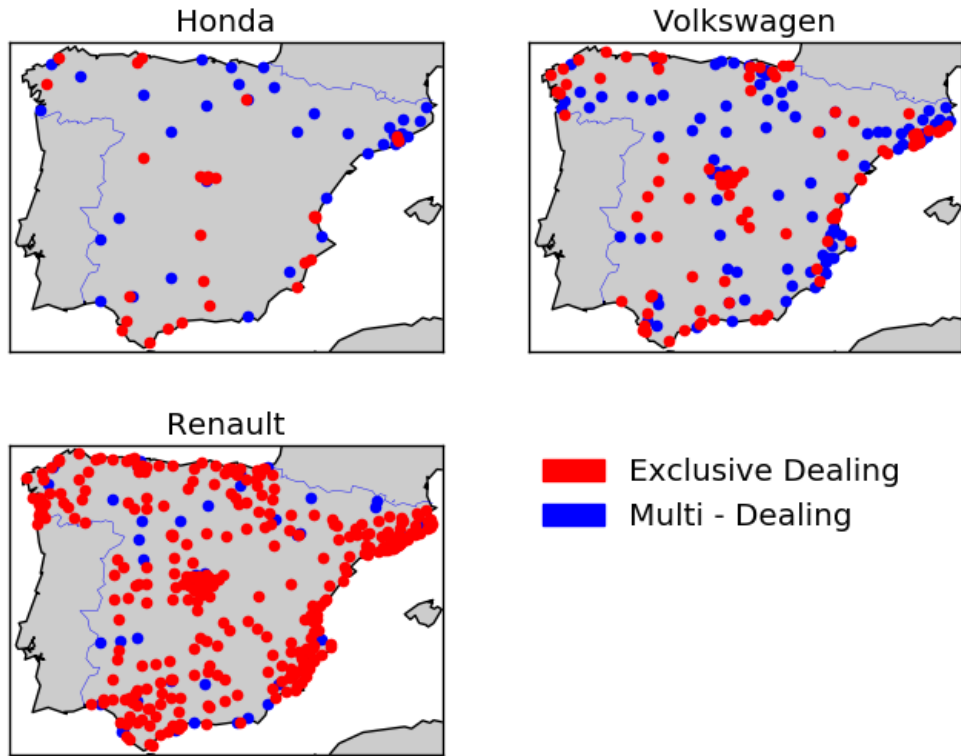 Honda
Volkswagen
Renault
Exclusive Dealing
Multi - Dealing